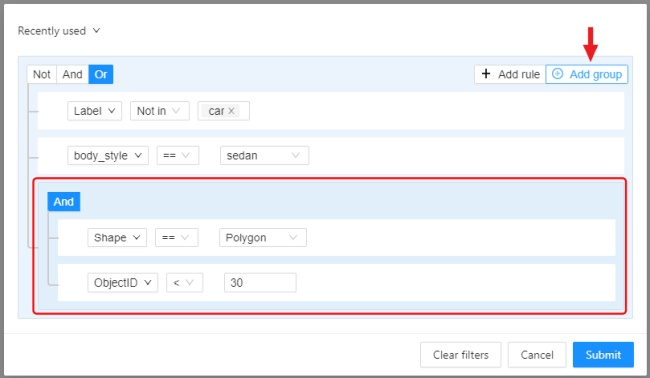 Recently used
Not And Or + Add rule Add group
Label Not in car ×
body_style == sedan
And
Shape == Polygon
ObjectID < 30
Clear filters Cancel Submit